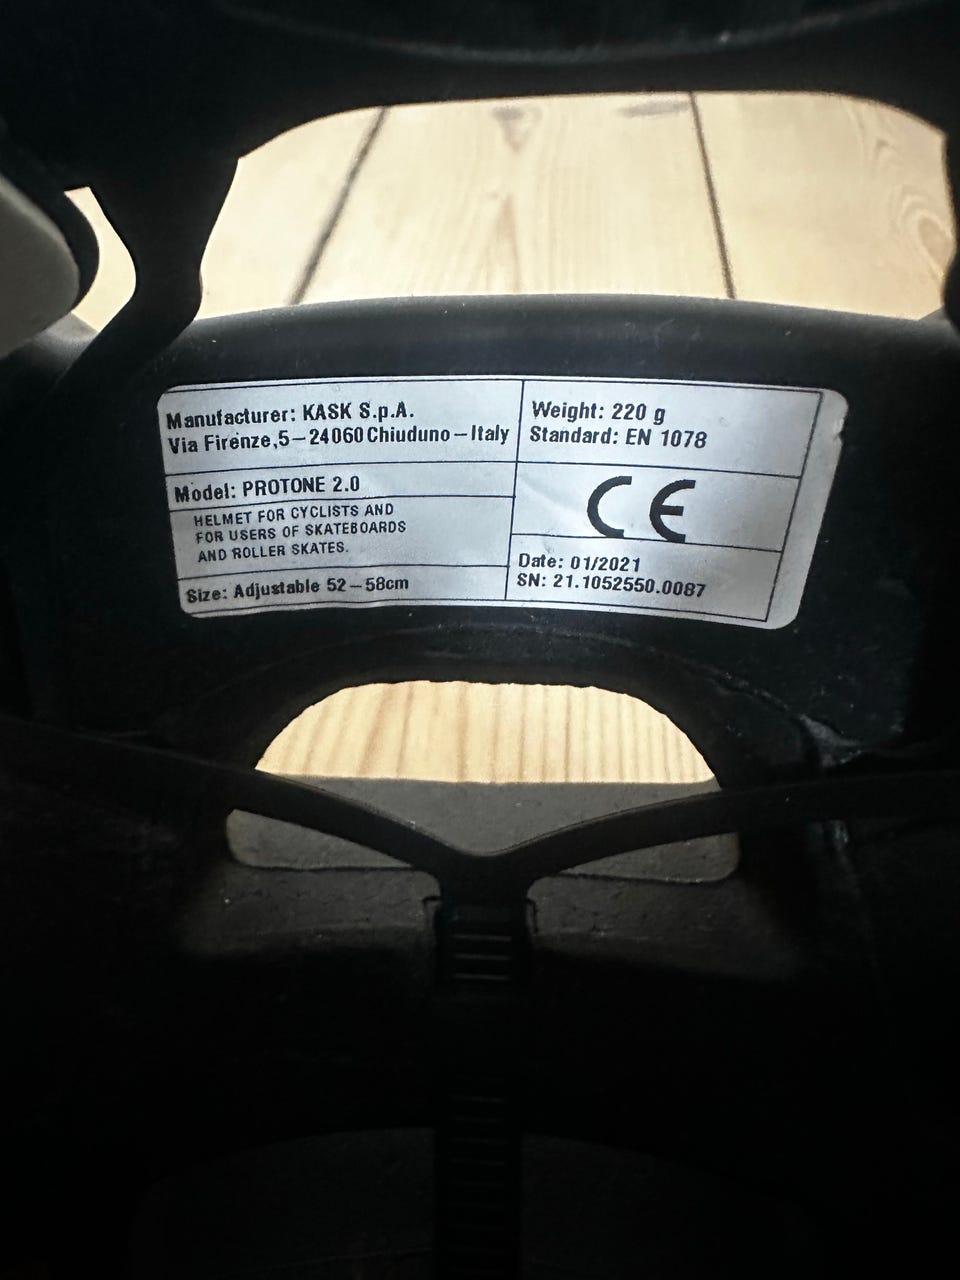 Manufacturer: KASK S.p.A.
Via Firenze,5–24060 Chiuduno–Italy
Model: PROTONE 2.0
HELMET FOR CYCLISTS AND
FOR USERS OF SKATEBOARDS
AND ROLLER SKATES.
Size: Adjustable 52–58cm
Weight: 220 g
Standard: EN 1078
CE
Date: 01/2021
SN: 21.1052550.0087